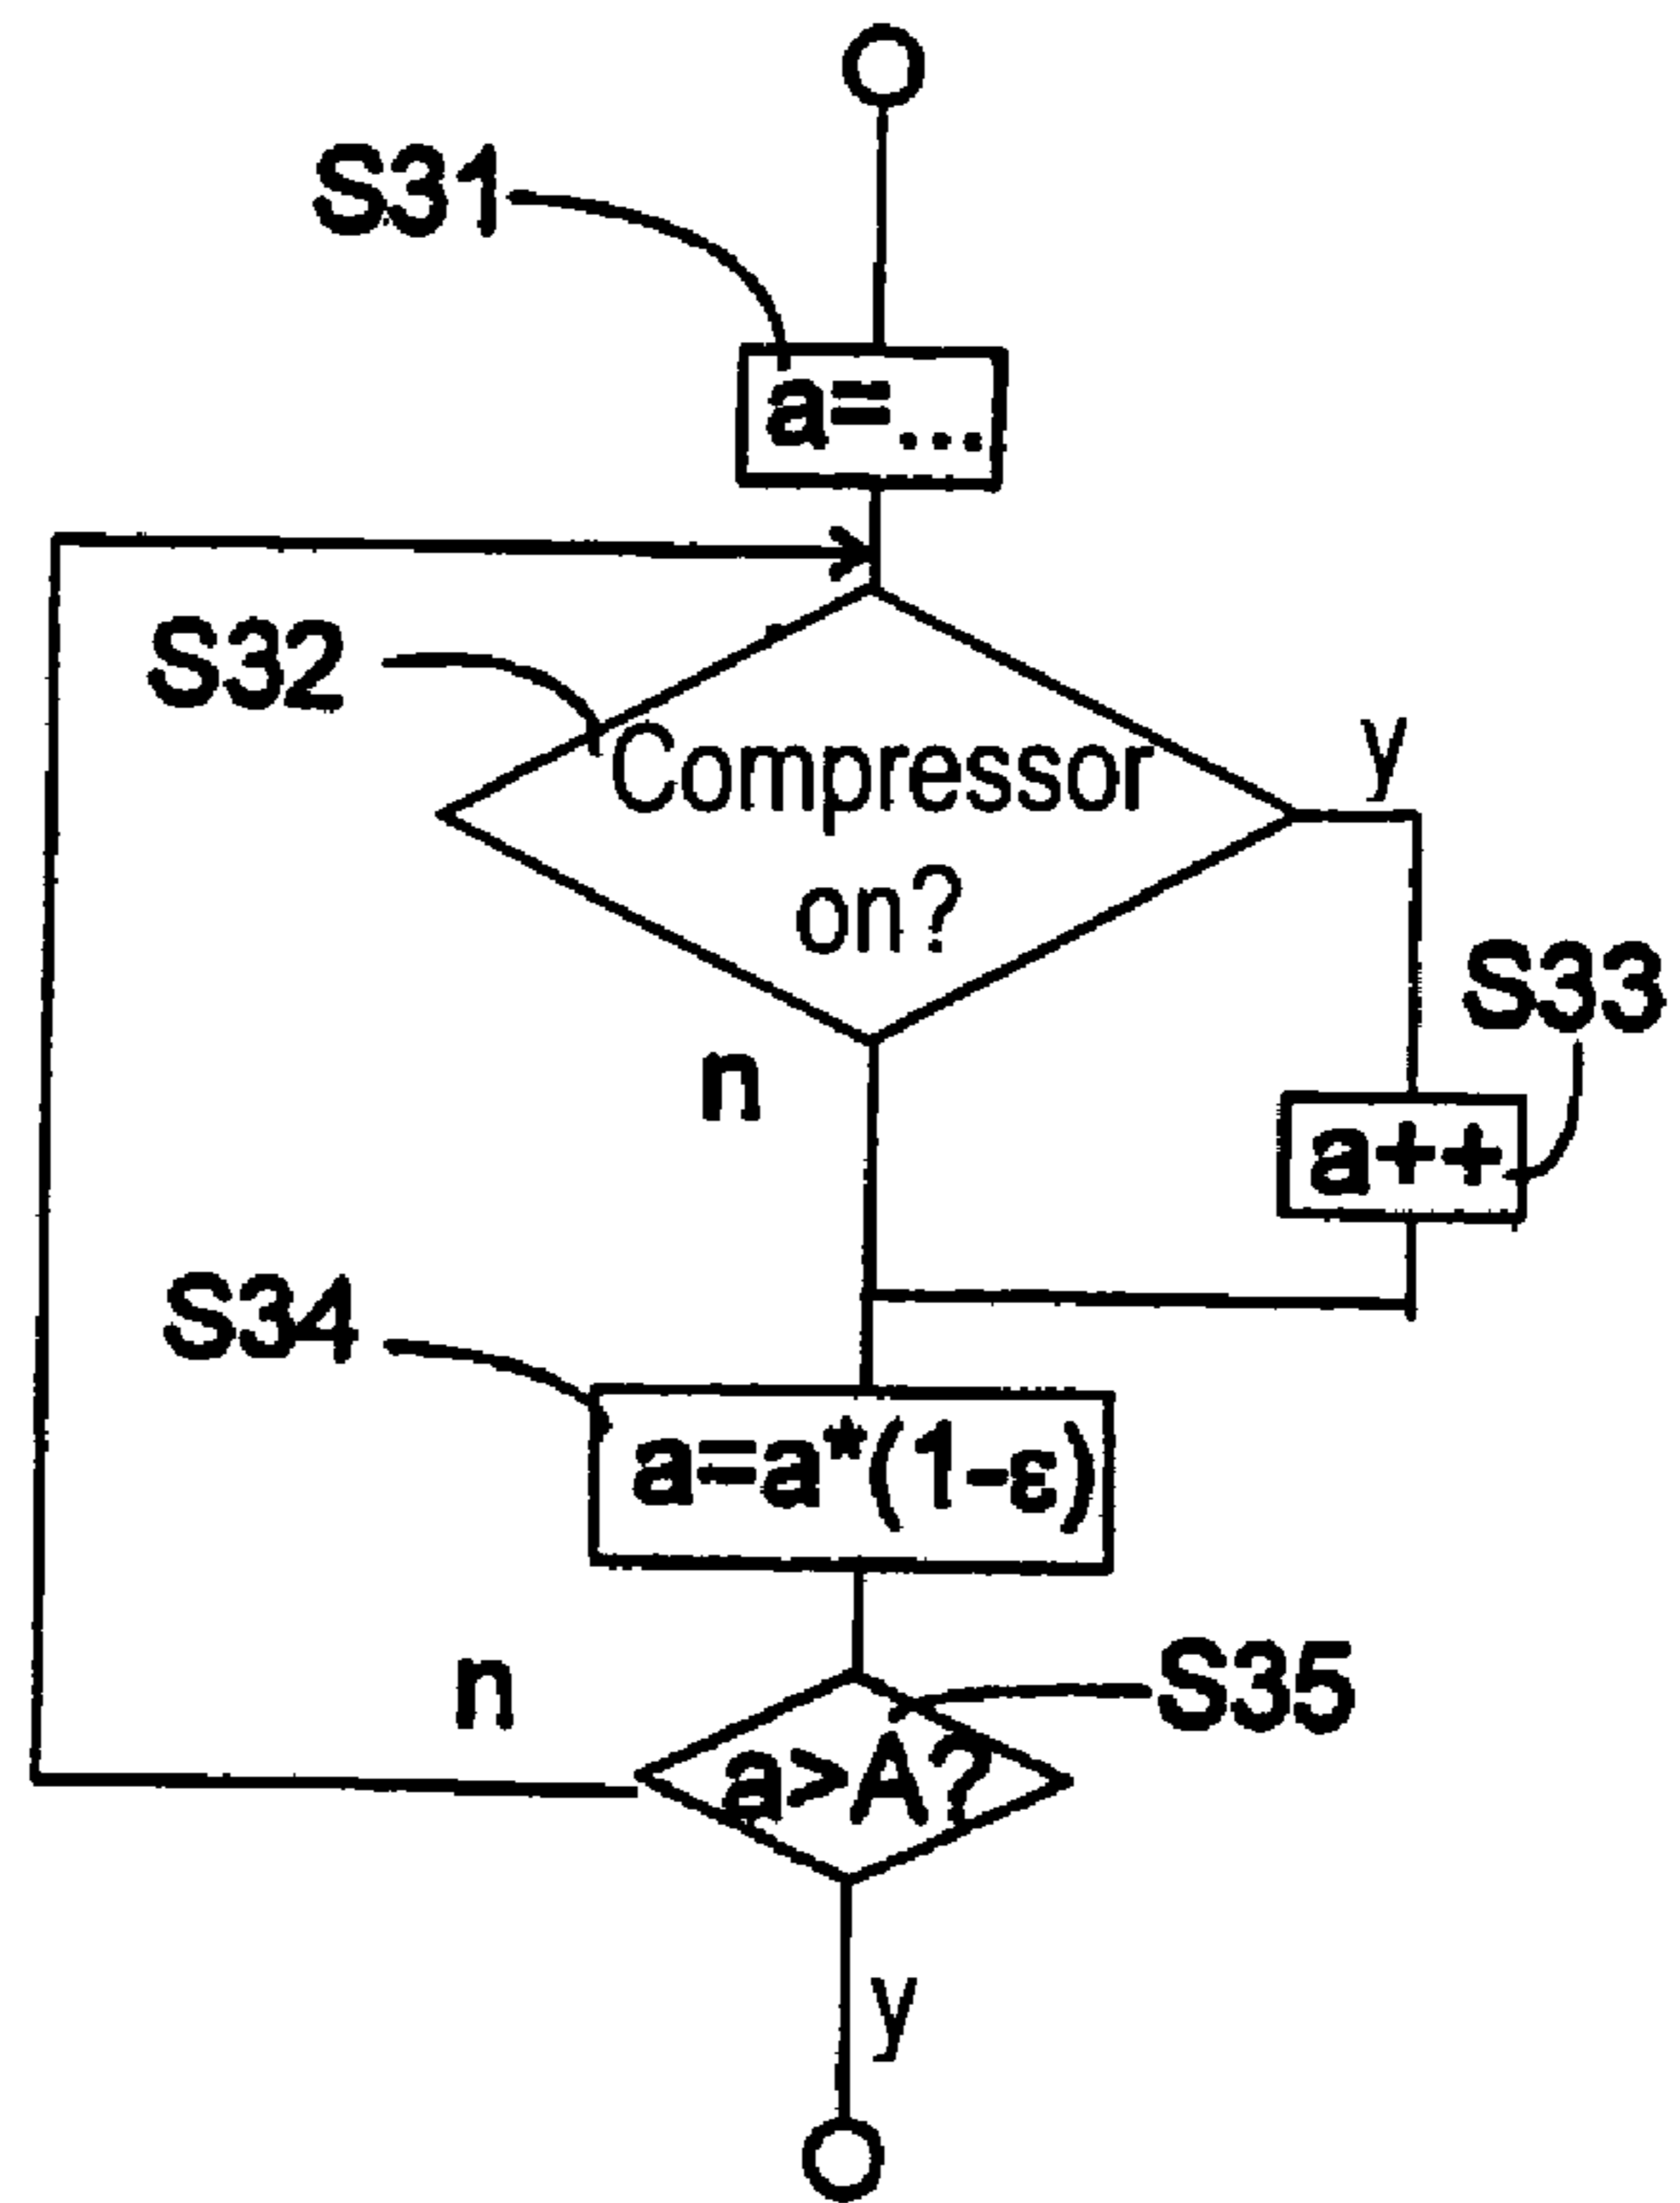 S31
a=...
S32
Compressor
on?
y
n
S33
a++
S34
a=a*(1-ε)
n
S35
a>A?
y